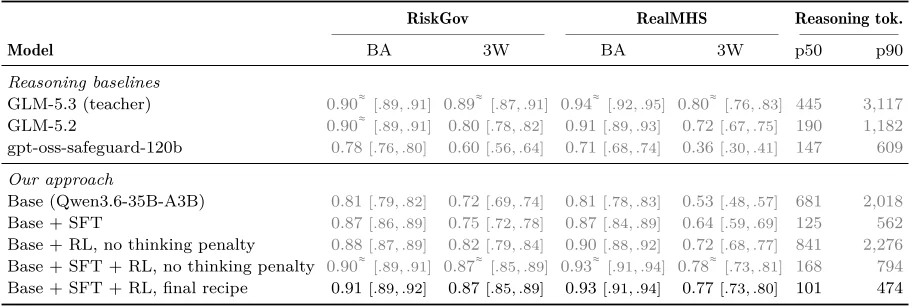 RiskGov RealMHS Reasoning tok.
Model BA 3W BA 3W p50 p90
Reasoning baselines
GLM-5.3 (teacher) 0.90≈ [.89, .91] 0.89≈ [.87, .91] 0.94≈ [.92, .95] 0.80≈ [.76, .83] 445 3,117
GLM-5.2 0.90≈ [.89, .91] 0.80 [.78, .82] 0.91 [.89, .93] 0.72 [.67, .75] 190 1,182
gpt-oss-safeguard-120b 0.78 [.76, .80] 0.60 [.56, .64] 0.71 [.68, .74] 0.36 [.30, .41] 147 609
Our approach
Base (Qwen3.6-35B-A3B) 0.81 [.79, .82] 0.72 [.69, .74] 0.81 [.78, .83] 0.53 [.48, .57] 681 2,018
Base + SFT 0.87 [.86, .89] 0.75 [.72, .78] 0.87 [.84, .89] 0.64 [.59, .69] 125 562
Base + RL, no thinking penalty 0.88 [.87, .89] 0.82 [.79, .84] 0.90 [.88, .92] 0.72 [.68, .77] 841 2,276
Base + SFT + RL, no thinking penalty 0.90≈ [.89, .91] 0.87≈ [.85, .89] 0.93≈ [.91, .94] 0.78≈ [.73, .81] 168 794
Base + SFT + RL, final recipe 0.91 [.89, .92] 0.87 [.85, .89] 0.93 [.91, .94] 0.77 [.73, .80] 101 474